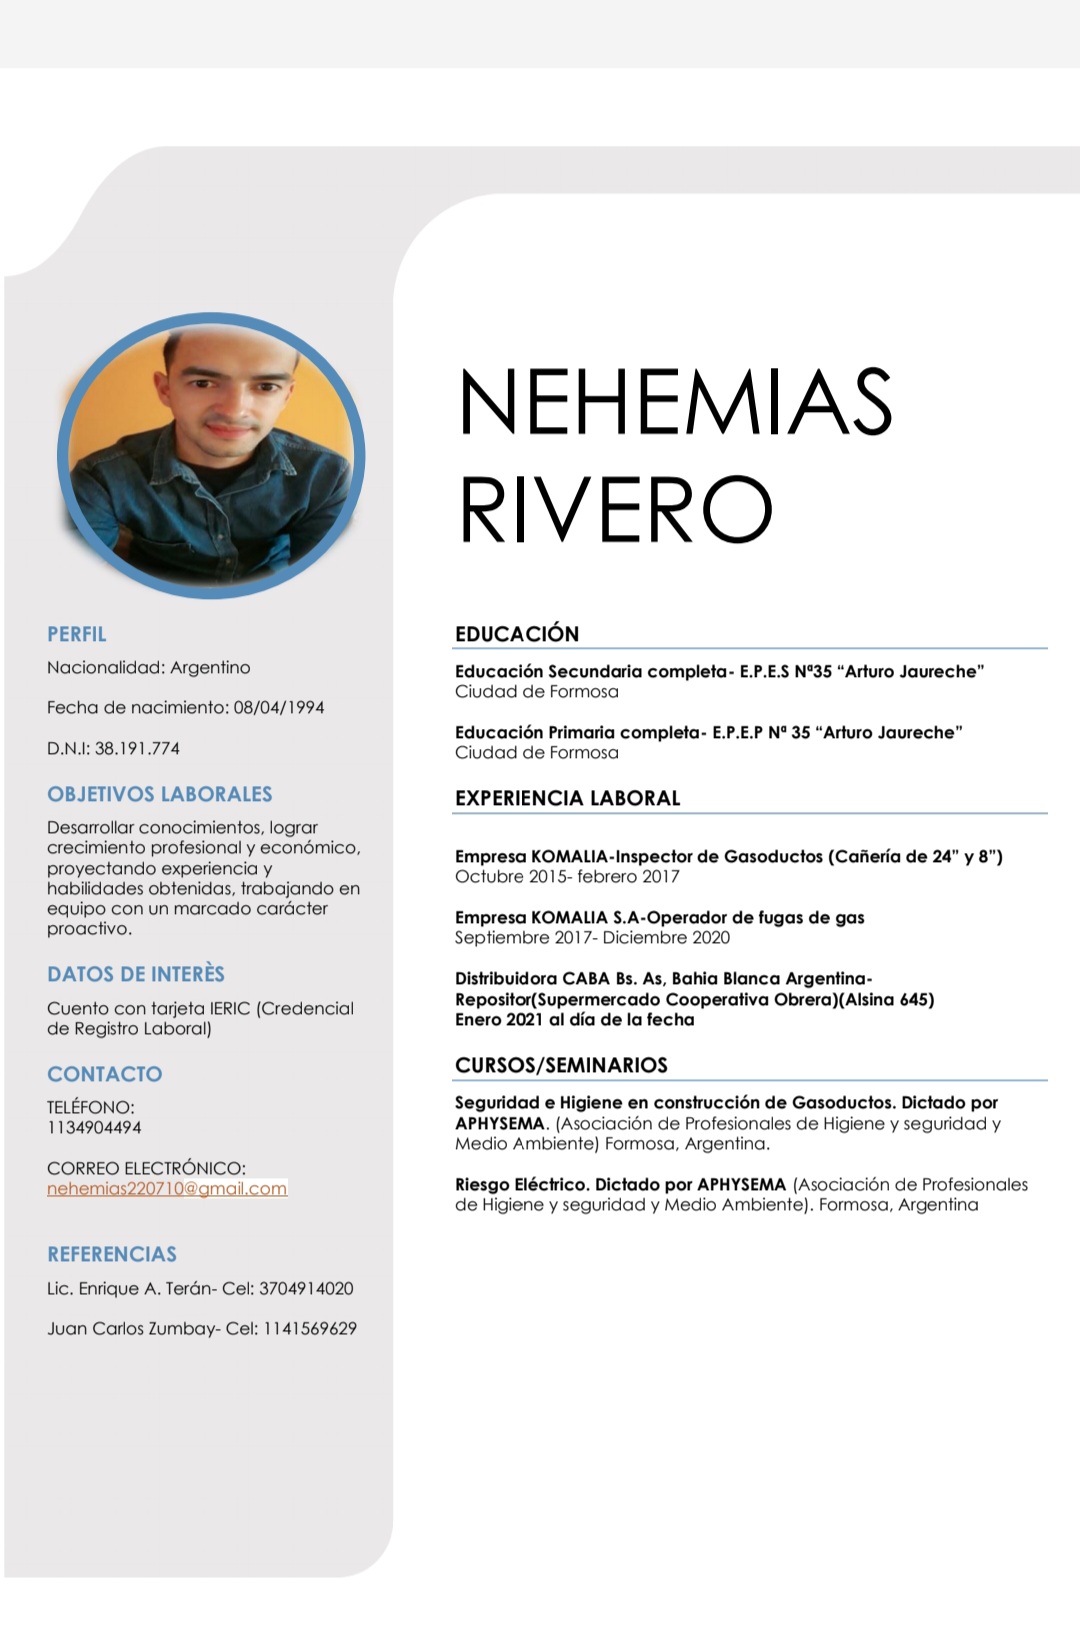 NEHEMIAS
RIVERO
PERFIL
Nacionalidad: Argentino
Fecha de nacimiento: 08/04/1994
D.N.I: 38.191.774
OBJETIVOS LABORALES
Desarrollar conocimientos, lograr
crecimiento profesional y económico,
proyectando experiencia y
habilidades obtenidas, trabajando en
equipo con un marcado carácter
proactivo.
DATOS DE INTERÈS
Cuento con tarjeta IERIC (Credencial
de Registro Laboral)
CONTACTO
TELÉFONO:
1134904494
CORREO ELECTRÓNICO:
nehemias220710@gmail.com
REFERENCIAS
Lic. Enrique A. Terán- Cel: 3704914020
Juan Carlos Zumbay- Cel: 1141569629
EDUCACIÓN
Educación Secundaria completa- E.P.E.S Nª35 “Arturo Jaureche”
Ciudad de Formosa
Educación Primaria completa- E.P.E.P Nª 35 “Arturo Jaureche”
Ciudad de Formosa
EXPERIENCIA LABORAL
Empresa KOMALIA-Inspector de Gasoductos (Cañería de 24” y 8”)
Octubre 2015- febrero 2017
Empresa KOMALIA S.A-Operador de fugas de gas
Septiembre 2017- Diciembre 2020
Distribuidora CABA Bs. As, Bahia Blanca Argentina-
Repositor(Supermercado Cooperativa Obrera)(Alsina 645)
Enero 2021 al día de la fecha
CURSOS/SEMINARIOS
Seguridad e Higiene en construcción de Gasoductos. Dictado por
APHYSEMA. (Asociación de Profesionales de Higiene y seguridad y
Medio Ambiente) Formosa, Argentina.
Riesgo Eléctrico. Dictado por APHYSEMA (Asociación de Profesionales
de Higiene y seguridad y Medio Ambiente). Formosa, Argentina